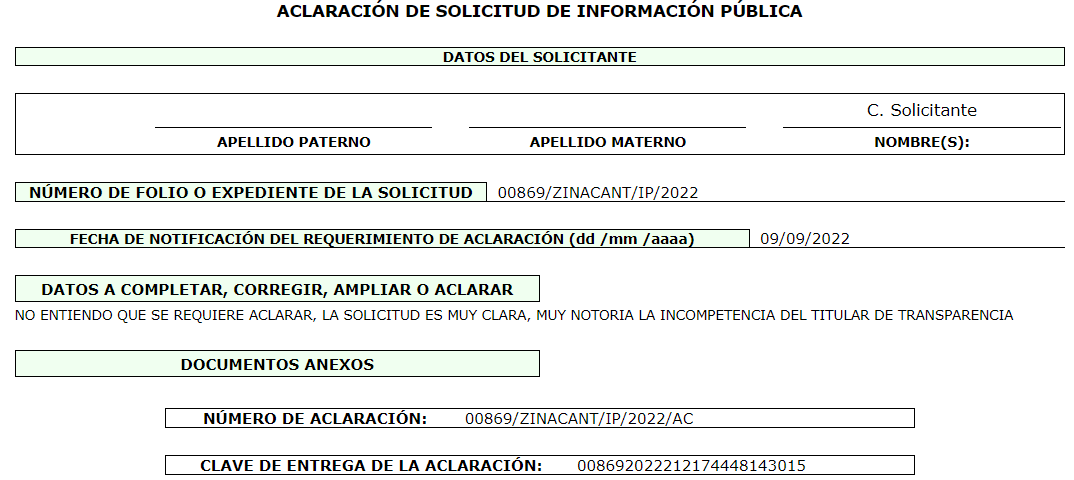 ACLARACIÓN DE SOLICITUD DE INFORMACIÓN PÚBLICA
DATOS DEL SOLICITANTE
C. Solicitante
APELLIDO PATERNO APELLIDO MATERNO NOMBRE(S):
NÚMERO DE FOLIO O EXPEDIENTE DE LA SOLICITUD 00869/ZINACANT/IP/2022
FECHA DE NOTIFICACIÓN DEL REQUERIMIENTO DE ACLARACIÓN (dd /mm /aaaa) 09/09/2022
DATOS A COMPLETAR, CORREGIR, AMPLIAR O ACLARAR
NO ENTIENDO QUE SE REQUIERE ACLARAR, LA SOLICITUD ES MUY CLARA, MUY NOTORIA LA INCOMPETENCIA DEL TITULAR DE TRANSPARENCIA
DOCUMENTOS ANEXOS
NÚMERO DE ACLARACIÓN: 00869/ZINACANT/IP/2022/AC
CLAVE DE ENTREGA DE LA ACLARACIÓN: 008692022212174448143015